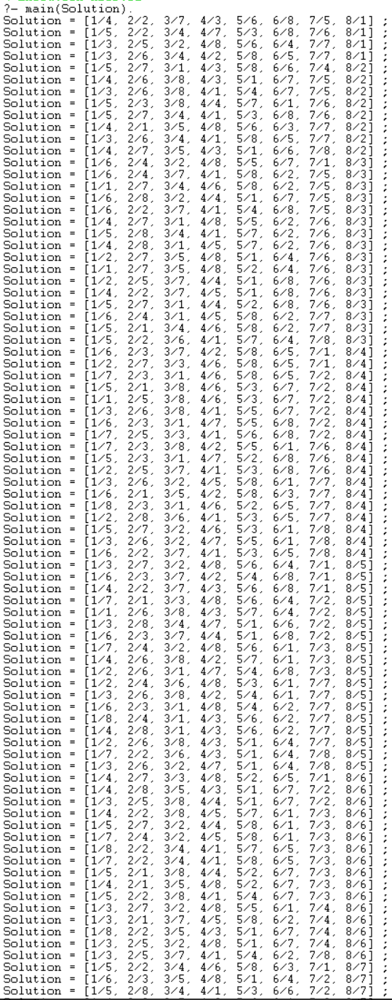 ?- main(Solution).
Solution = [1/4, 2/2, 3/7, 4/3, 5/6, 6/8, 7/5, 8/1] ;
Solution = [1/5, 2/2, 3/4, 4/7, 5/3, 6/8, 7/6, 8/1] ;
Solution = [1/3, 2/5, 3/2, 4/8, 5/6, 6/4, 7/7, 8/1] ;
Solution = [1/3, 2/6, 3/4, 4/2, 5/8, 6/5, 7/7, 8/1] ;
Solution = [1/5, 2/7, 3/1, 4/3, 5/8, 6/6, 7/4, 8/2] ;
Solution = [1/4, 2/6, 3/8, 4/3, 5/1, 6/7, 7/5, 8/2] ;
Solution = [1/3, 2/6, 3/8, 4/1, 5/4, 6/7, 7/5, 8/2] ;
Solution = [1/5, 2/3, 3/8, 4/4, 5/7, 6/1, 7/6, 8/2] ;
Solution = [1/5, 2/7, 3/4, 4/1, 5/3, 6/8, 7/6, 8/2] ;
Solution = [1/4, 2/1, 3/5, 4/8, 5/6, 6/3, 7/7, 8/2] ;
Solution = [1/3, 2/6, 3/4, 4/1, 5/8, 6/5, 7/7, 8/2] ;
Solution = [1/4, 2/7, 3/5, 4/3, 5/1, 6/6, 7/8, 8/2] ;
Solution = [1/6, 2/4, 3/2, 4/8, 5/5, 6/7, 7/1, 8/3] ;
Solution = [1/6, 2/4, 3/7, 4/1, 5/8, 6/2, 7/5, 8/3] ;
Solution = [1/1, 2/7, 3/4, 4/6, 5/8, 6/2, 7/5, 8/3] ;
Solution = [1/6, 2/8, 3/2, 4/4, 5/1, 6/7, 7/5, 8/3] ;
Solution = [1/6, 2/2, 3/7, 4/1, 5/4, 6/8, 7/5, 8/3] ;
Solution = [1/4, 2/7, 3/1, 4/8, 5/5, 6/2, 7/6, 8/3] ;
Solution = [1/5, 2/8, 3/4, 4/1, 5/7, 6/2, 7/6, 8/3] ;
Solution = [1/4, 2/8, 3/1, 4/5, 5/7, 6/2, 7/6, 8/3] ;
Solution = [1/2, 2/7, 3/5, 4/8, 5/1, 6/4, 7/6, 8/3] ;
Solution = [1/1, 2/7, 3/5, 4/8, 5/2, 6/4, 7/6, 8/3] ;
Solution = [1/2, 2/5, 3/7, 4/4, 5/1, 6/8, 7/6, 8/3] ;
Solution = [1/4, 2/2, 3/7, 4/5, 5/1, 6/8, 7/6, 8/3] ;
Solution = [1/5, 2/7, 3/1, 4/4, 5/2, 6/8, 7/6, 8/3] ;
Solution = [1/6, 2/4, 3/1, 4/5, 5/8, 6/2, 7/7, 8/3] ;
Solution = [1/5, 2/1, 3/4, 4/6, 5/8, 6/2, 7/7, 8/3] ;
Solution = [1/5, 2/2, 3/6, 4/1, 5/7, 6/4, 7/8, 8/3] ;
Solution = [1/6, 2/3, 3/7, 4/2, 5/8, 6/5, 7/1, 8/4] ;
Solution = [1/2, 2/7, 3/3, 4/6, 5/8, 6/5, 7/1, 8/4] ;
Solution = [1/7, 2/3, 3/1, 4/6, 5/8, 6/5, 7/2, 8/4] ;
Solution = [1/5, 2/1, 3/8, 4/6, 5/3, 6/7, 7/2, 8/4] ;
Solution = [1/1, 2/5, 3/8, 4/6, 5/3, 6/7, 7/2, 8/4] ;
Solution = [1/3, 2/6, 3/8, 4/1, 5/5, 6/7, 7/2, 8/4] ;
Solution = [1/6, 2/3, 3/1, 4/7, 5/5, 6/8, 7/2, 8/4] ;
Solution = [1/7, 2/5, 3/3, 4/1, 5/6, 6/8, 7/2, 8/4] ;
Solution = [1/7, 2/3, 3/8, 4/2, 5/5, 6/1, 7/6, 8/4] ;
Solution = [1/5, 2/3, 3/1, 4/7, 5/2, 6/8, 7/6, 8/4] ;
Solution = [1/2, 2/5, 3/7, 4/1, 5/3, 6/8, 7/6, 8/4] ;
Solution = [1/3, 2/6, 3/2, 4/5, 5/8, 6/1, 7/7, 8/4] ;
Solution = [1/6, 2/1, 3/5, 4/2, 5/8, 6/3, 7/7, 8/4] ;
Solution = [1/8, 2/3, 3/1, 4/6, 5/2, 6/5, 7/7, 8/4] ;
Solution = [1/2, 2/8, 3/6, 4/1, 5/3, 6/5, 7/7, 8/4] ;
Solution = [1/5, 2/7, 3/2, 4/6, 5/3, 6/1, 7/8, 8/4] ;
Solution = [1/3, 2/6, 3/2, 4/7, 5/5, 6/1, 7/8, 8/4] ;
Solution = [1/6, 2/2, 3/7, 4/1, 5/3, 6/5, 7/8, 8/4] ;
Solution = [1/3, 2/7, 3/2, 4/8, 5/6, 6/4, 7/1, 8/5] ;
Solution = [1/6, 2/3, 3/7, 4/2, 5/4, 6/8, 7/1, 8/5] ;
Solution = [1/4, 2/2, 3/7, 4/3, 5/6, 6/8, 7/1, 8/5] ;
Solution = [1/7, 2/1, 3/3, 4/8, 5/6, 6/4, 7/2, 8/5] ;
Solution = [1/1, 2/6, 3/8, 4/3, 5/7, 6/4, 7/2, 8/5] ;
Solution = [1/3, 2/8, 3/4, 4/7, 5/1, 6/6, 7/2, 8/5] ;
Solution = [1/6, 2/3, 3/7, 4/4, 5/1, 6/8, 7/2, 8/5] ;
Solution = [1/7, 2/4, 3/2, 4/8, 5/6, 6/1, 7/3, 8/5] ;
Solution = [1/4, 2/6, 3/8, 4/2, 5/7, 6/1, 7/3, 8/5] ;
Solution = [1/2, 2/6, 3/1, 4/7, 5/4, 6/8, 7/3, 8/5] ;
Solution = [1/2, 2/4, 3/6, 4/8, 5/3, 6/1, 7/7, 8/5] ;
Solution = [1/3, 2/6, 3/8, 4/2, 5/4, 6/1, 7/7, 8/5] ;
Solution = [1/6, 2/3, 3/1, 4/8, 5/4, 6/2, 7/7, 8/5] ;
Solution = [1/8, 2/4, 3/1, 4/3, 5/6, 6/2, 7/7, 8/5] ;
Solution = [1/4, 2/8, 3/1, 4/3, 5/6, 6/2, 7/7, 8/5] ;
Solution = [1/2, 2/6, 3/8, 4/3, 5/1, 6/4, 7/7, 8/5] ;
Solution = [1/7, 2/2, 3/6, 4/3, 5/1, 6/4, 7/8, 8/5] ;
Solution = [1/3, 2/6, 3/2, 4/7, 5/1, 6/4, 7/8, 8/5] ;
Solution = [1/4, 2/7, 3/3, 4/8, 5/2, 6/5, 7/1, 8/6] ;
Solution = [1/4, 2/8, 3/5, 4/3, 5/1, 6/7, 7/2, 8/6] ;
Solution = [1/3, 2/5, 3/8, 4/4, 5/1, 6/7, 7/2, 8/6] ;
Solution = [1/4, 2/2, 3/8, 4/5, 5/7, 6/1, 7/3, 8/6] ;
Solution = [1/5, 2/7, 3/2, 4/4, 5/8, 6/1, 7/3, 8/6] ;
Solution = [1/7, 2/4, 3/2, 4/5, 5/8, 6/1, 7/3, 8/6] ;
Solution = [1/8, 2/2, 3/4, 4/1, 5/7, 6/5, 7/3, 8/6] ;
Solution = [1/7, 2/2, 3/4, 4/1, 5/8, 6/5, 7/3, 8/6] ;
Solution = [1/5, 2/1, 3/8, 4/4, 5/2, 6/7, 7/3, 8/6] ;
Solution = [1/4, 2/1, 3/5, 4/8, 5/2, 6/7, 7/3, 8/6] ;
Solution = [1/5, 2/2, 3/8, 4/1, 5/4, 6/7, 7/3, 8/6] ;
Solution = [1/3, 2/7, 3/2, 4/8, 5/5, 6/1, 7/4, 8/6] ;
Solution = [1/3, 2/1, 3/7, 4/5, 5/8, 6/2, 7/4, 8/6] ;
Solution = [1/8, 2/2, 3/5, 4/3, 5/1, 6/7, 7/4, 8/6] ;
Solution = [1/3, 2/5, 3/2, 4/8, 5/1, 6/7, 7/4, 8/6] ;
Solution = [1/3, 2/5, 3/7, 4/1, 5/4, 6/2, 7/8, 8/6] ;
Solution = [1/5, 2/2, 3/4, 4/6, 5/8, 6/3, 7/1, 8/7] ;
Solution = [1/6, 2/3, 3/5, 4/8, 5/1, 6/4, 7/2, 8/7] ;
Solution = [1/5, 2/8, 3/4, 4/1, 5/3, 6/6, 7/2, 8/7] ;